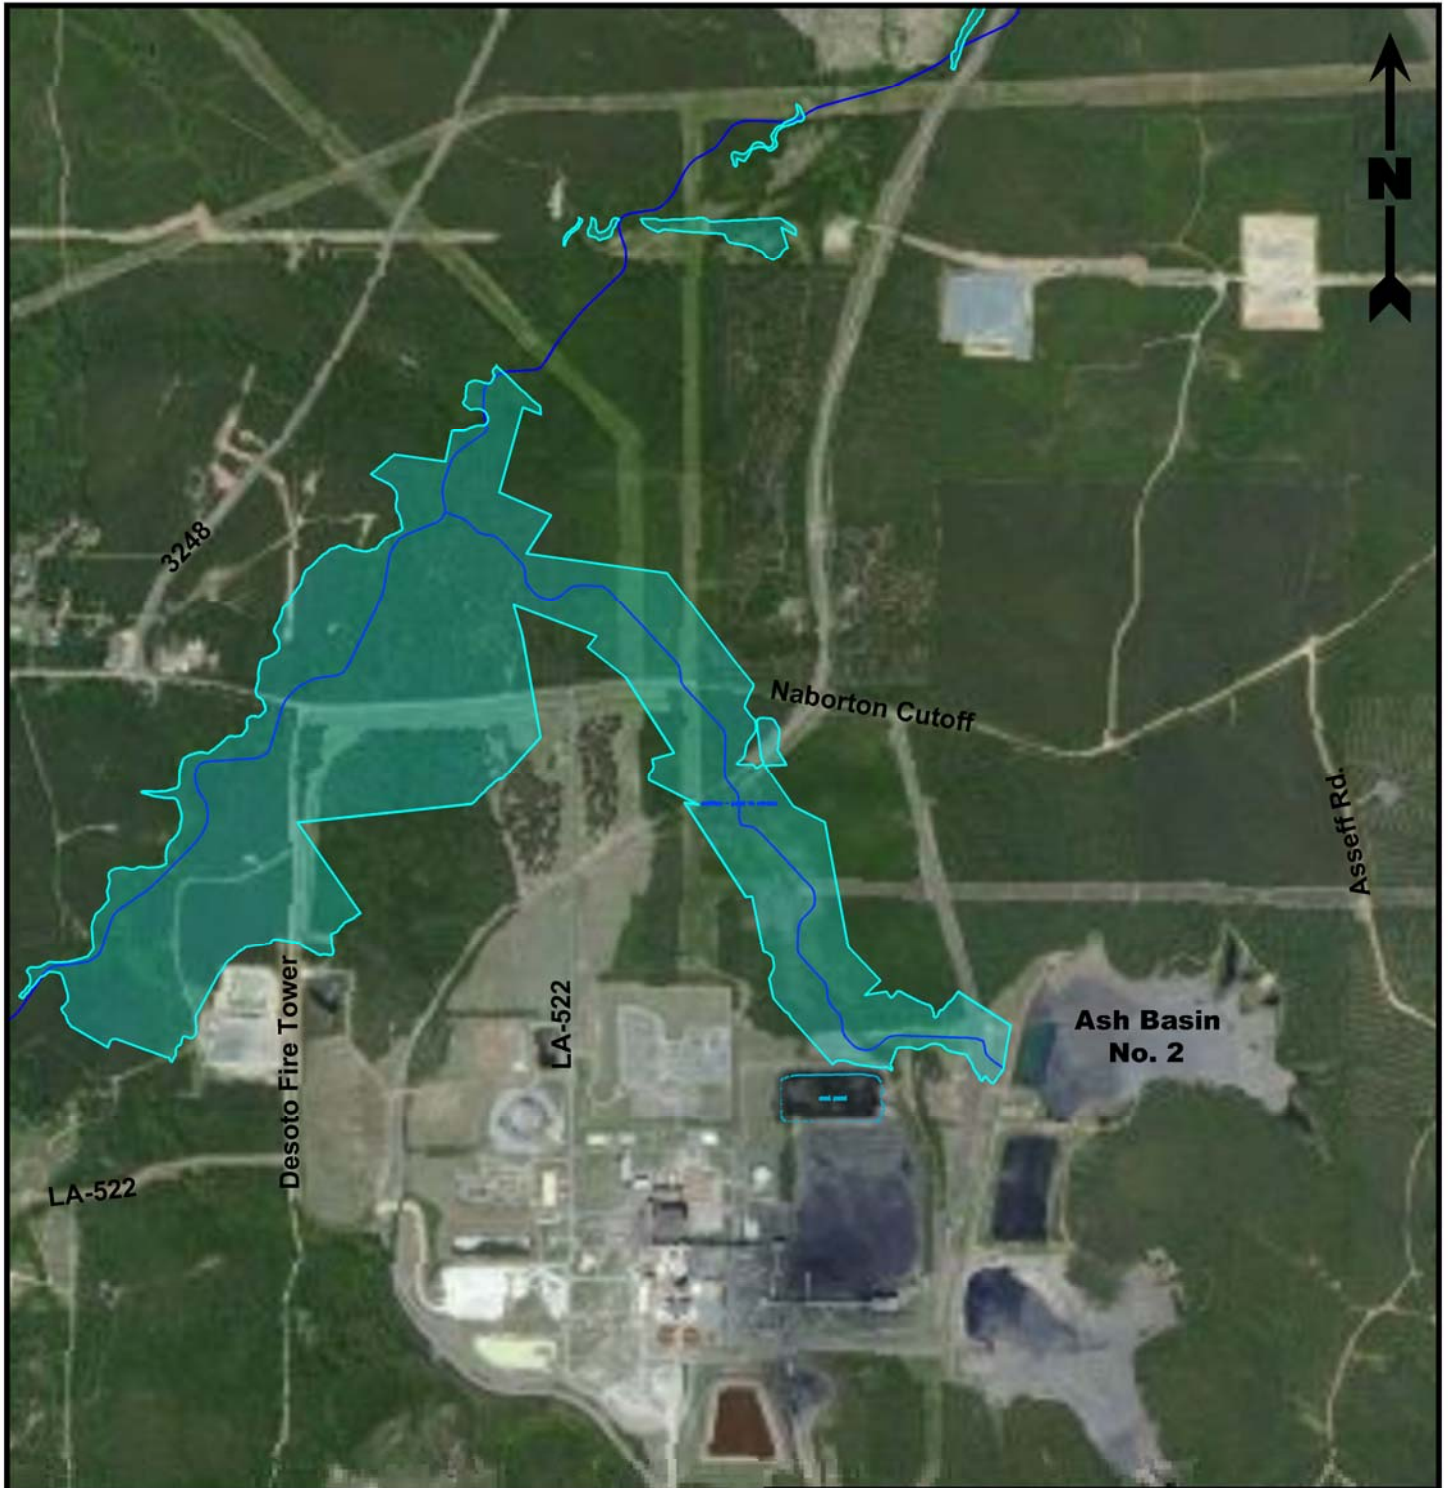 N
3248
Naborton Cutoff
Asseff Rd.
Ash Basin
No. 2
LA-522
Desoto Fire Tower
LA-522